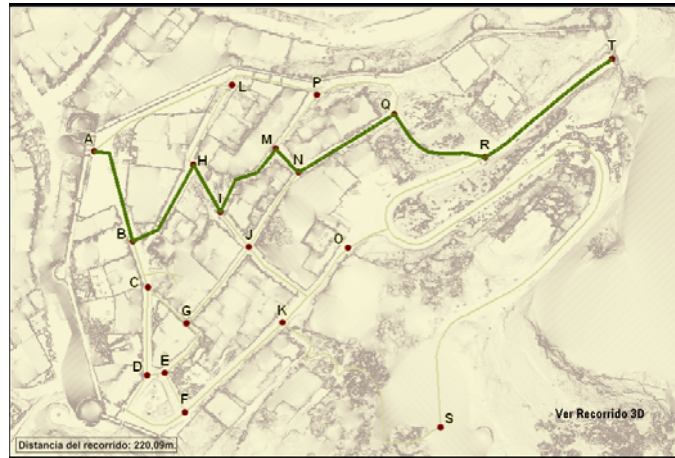 T
L
P
Q
A
M
R
H
N
I
B
J
O
C
G
K
D
E
F
S
Ver Recorrido 3D
Distancia del recorrido: 220,09m.